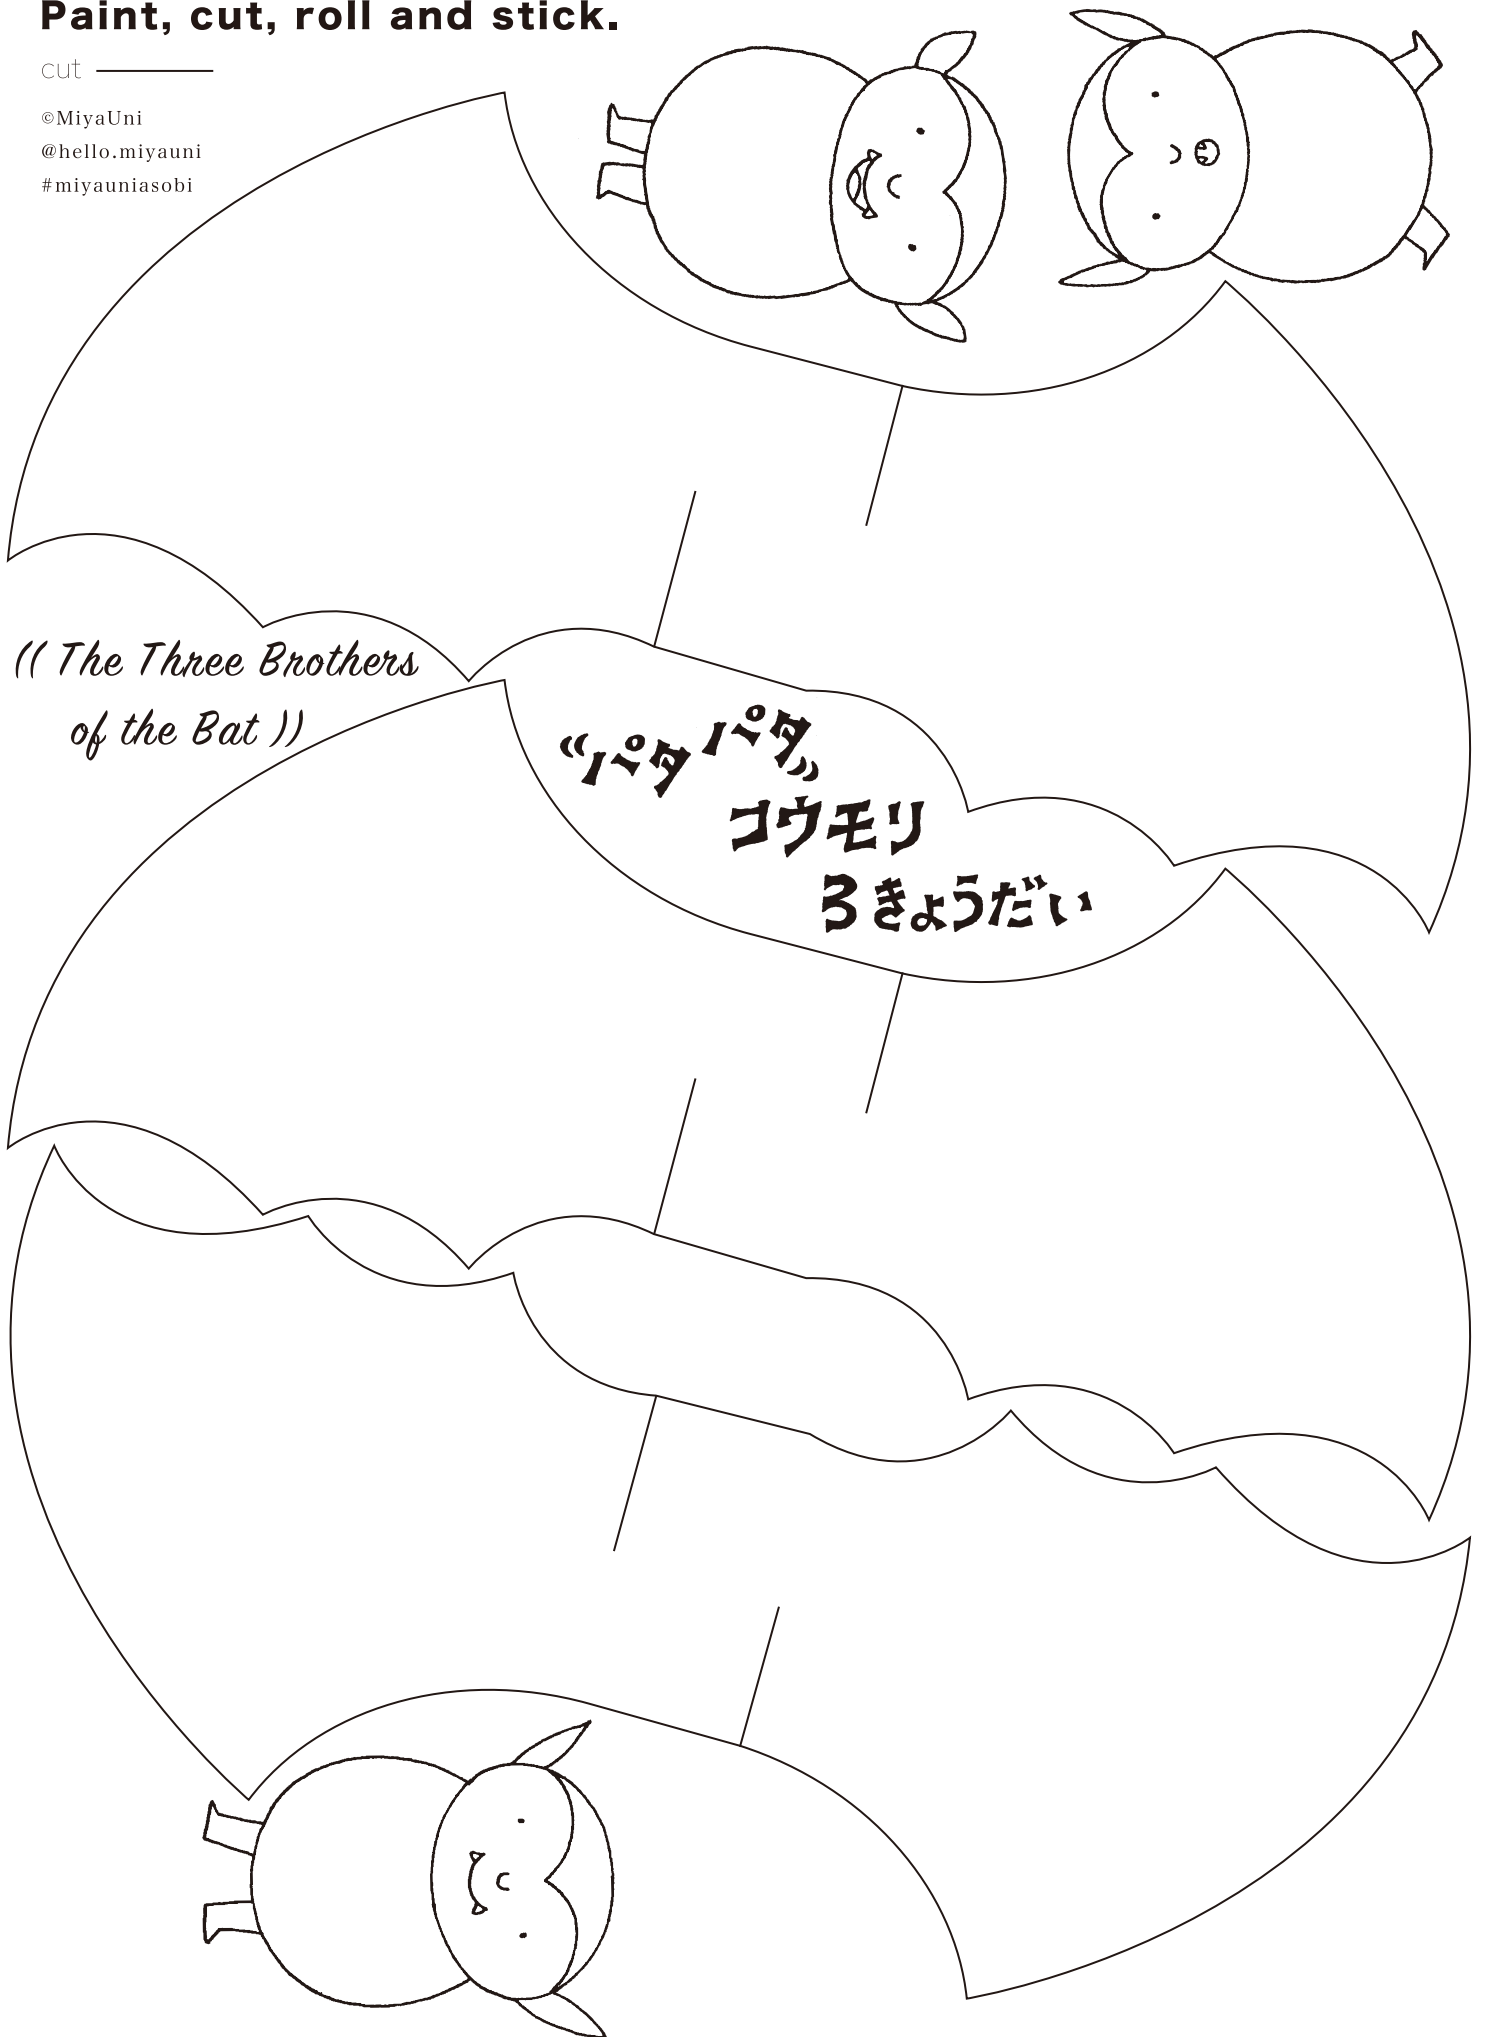 Paint, cut, roll and stick.
cut
©MiyaUni
@hello.miyauni
#miyauniasobi
(( The Three Brothers
of the Bat ))
((パタパタ))
コウモリ
3きょうだい